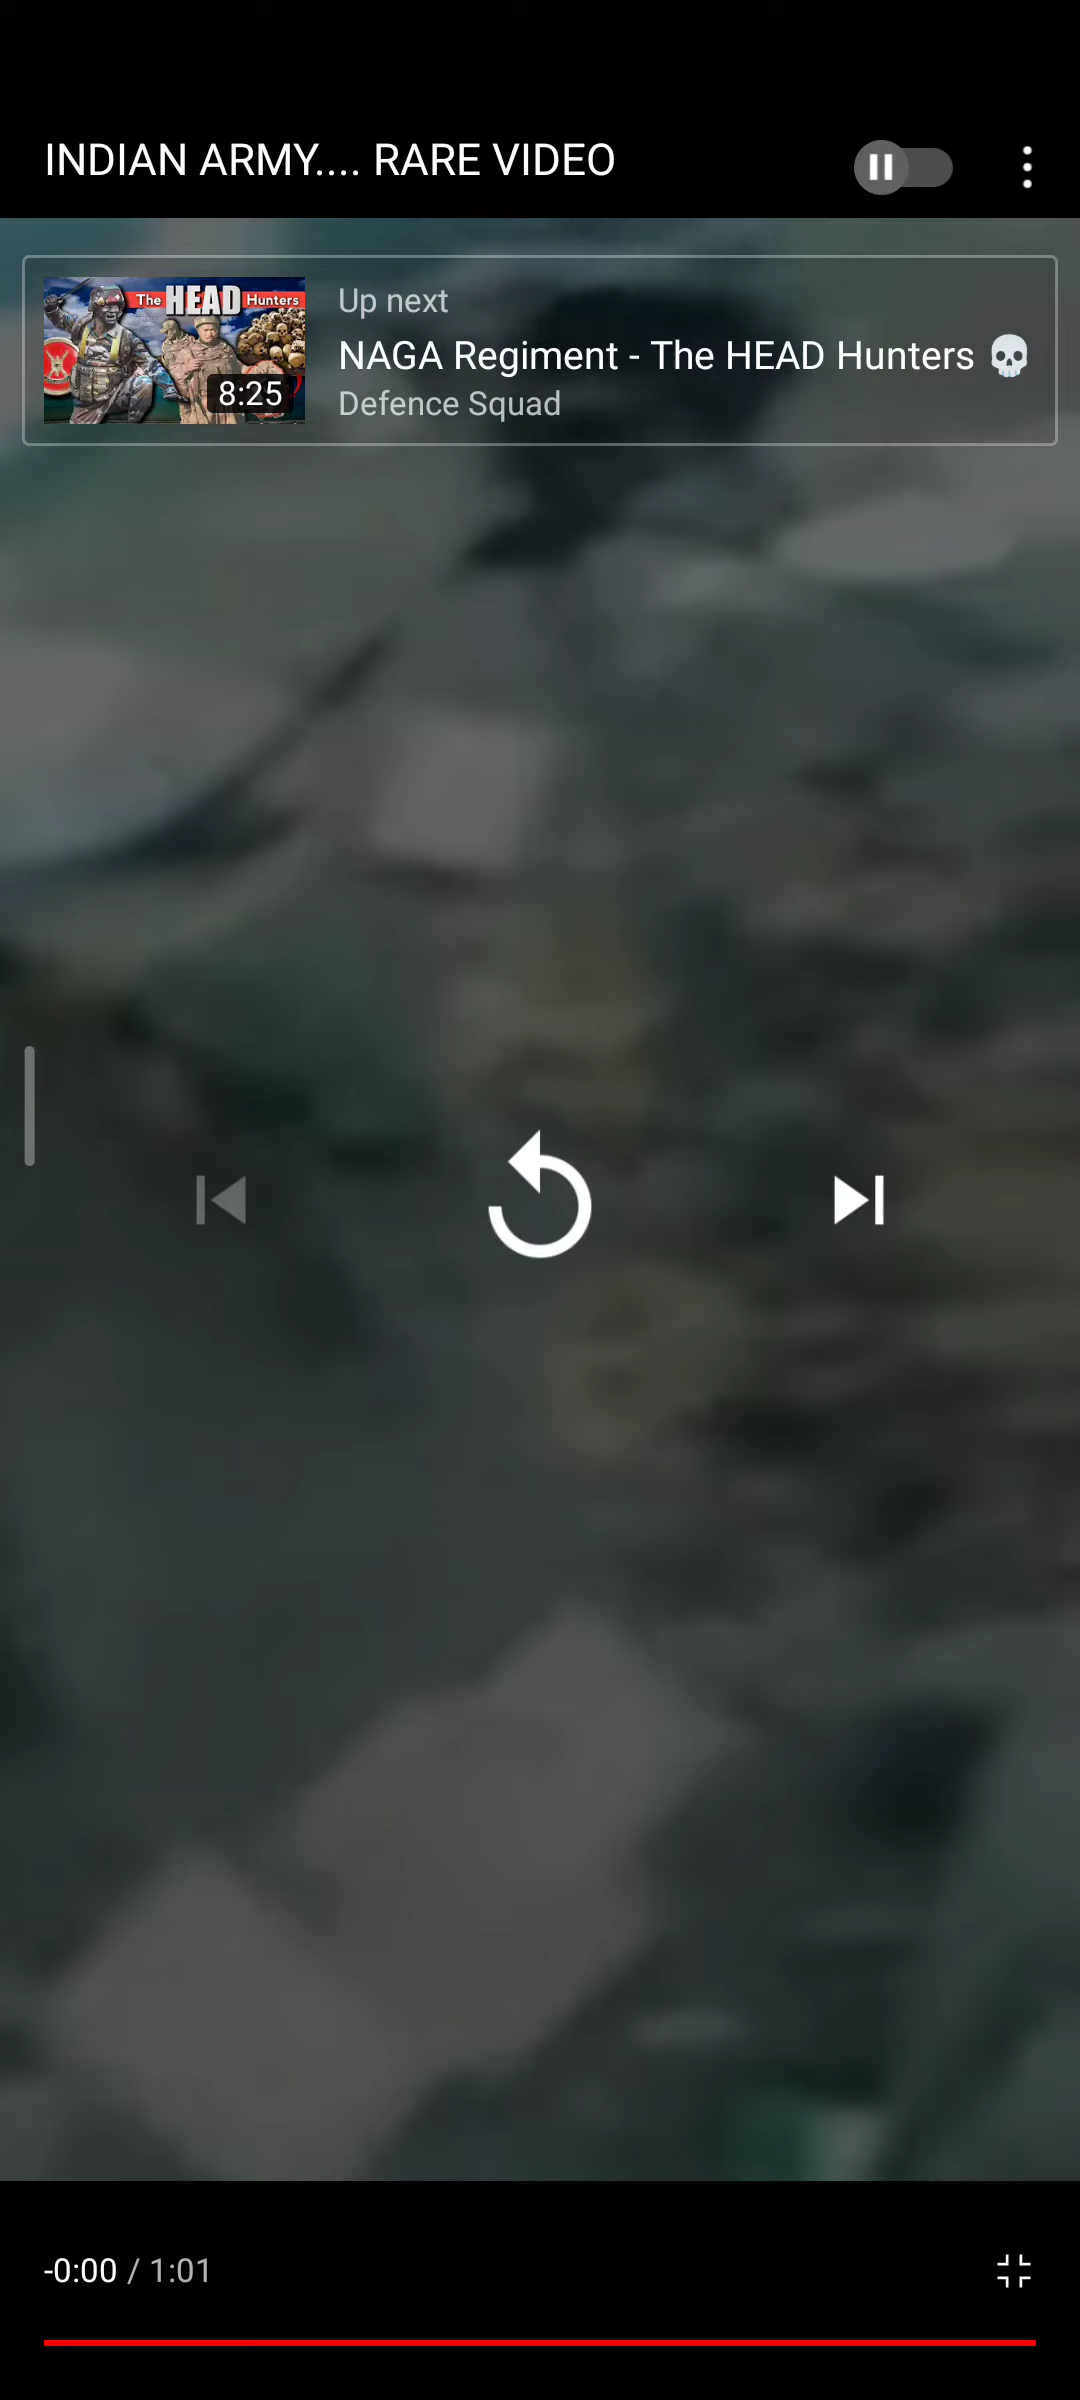 INDIAN ARMY.... RARE VIDEO
The HEAD Hunters
8:25
Up next
NAGA Regiment - The HEAD Hunters 💀
Defence Squad
-0:00 / 1:01